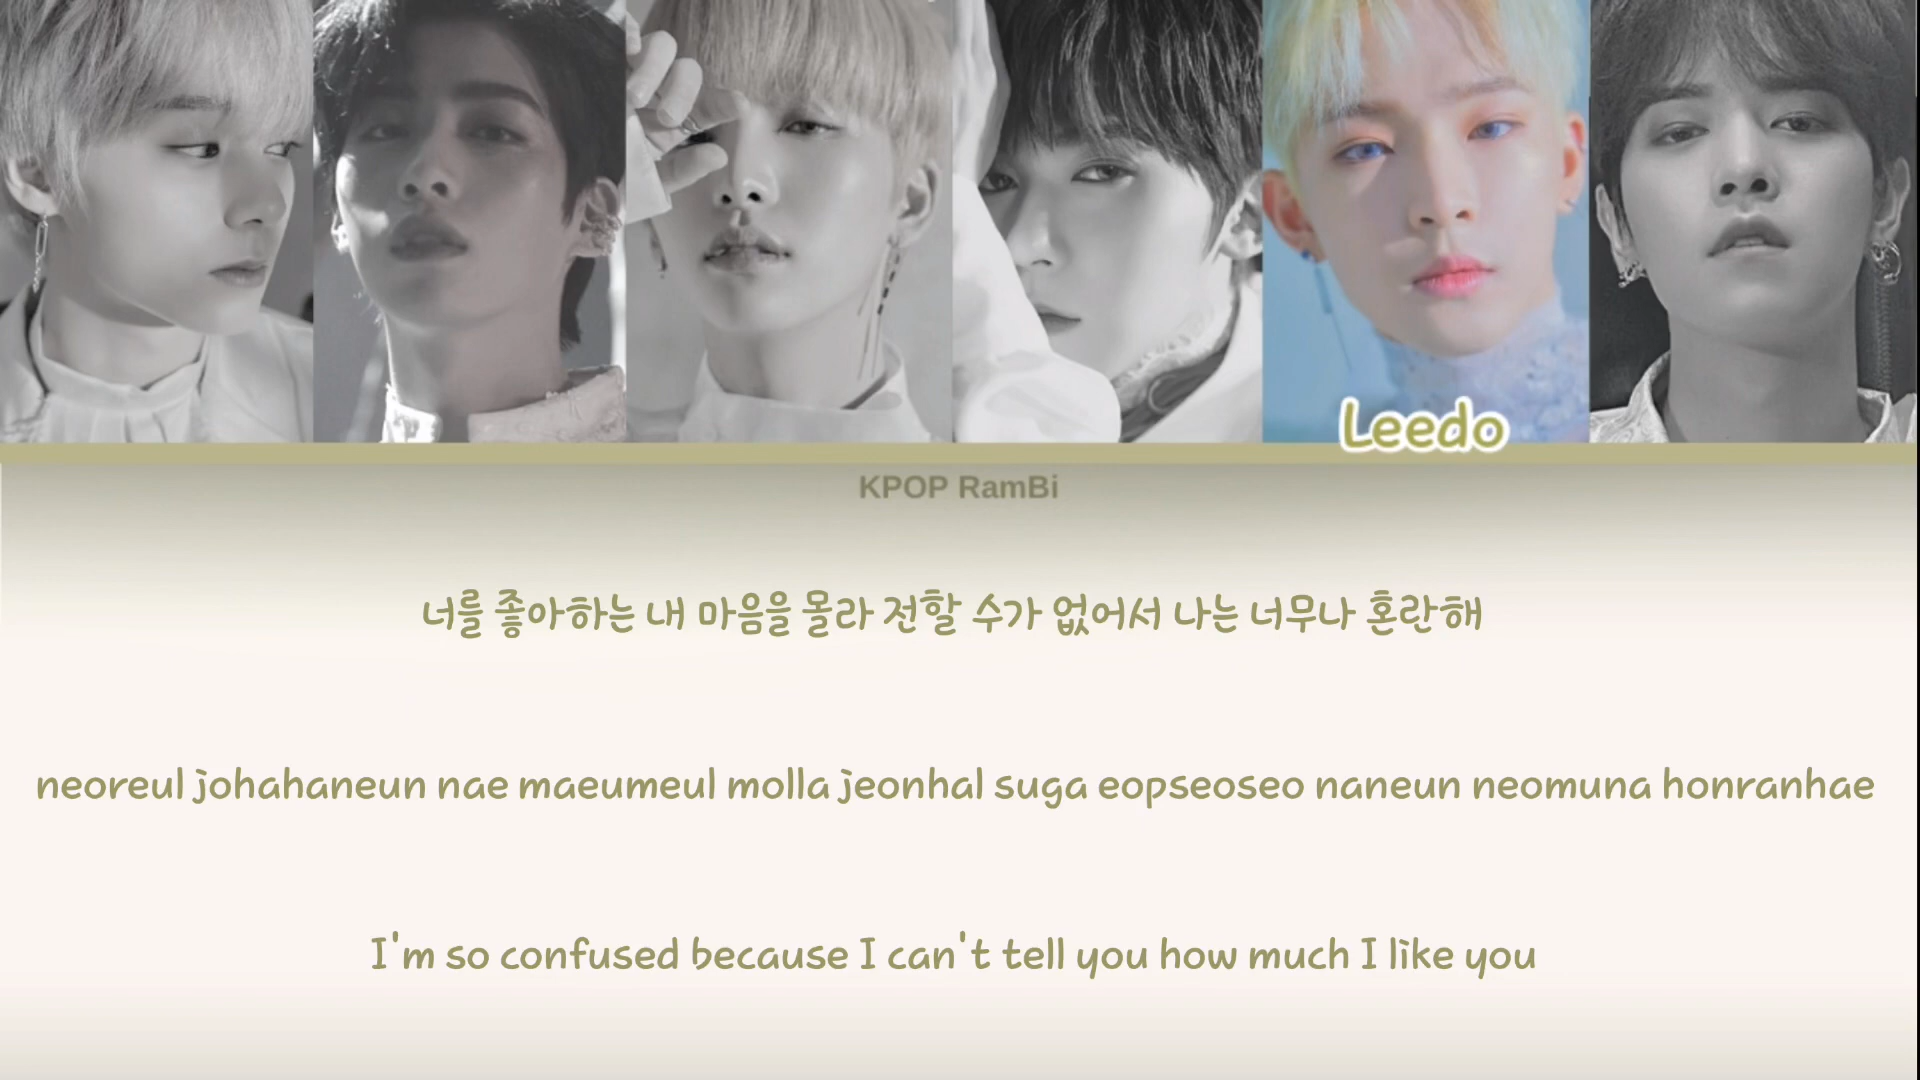 Leedo
KPOP RamBi
너를 좋아하는 내 마음을 몰라 전할 수가 없어서 나는 너무나 혼란해
neoreul johahaneun nae maeumeul molla jeonhal suga eopseoseo naneun neomuna honranhae
I'm so confused because I can't tell you how much I like you